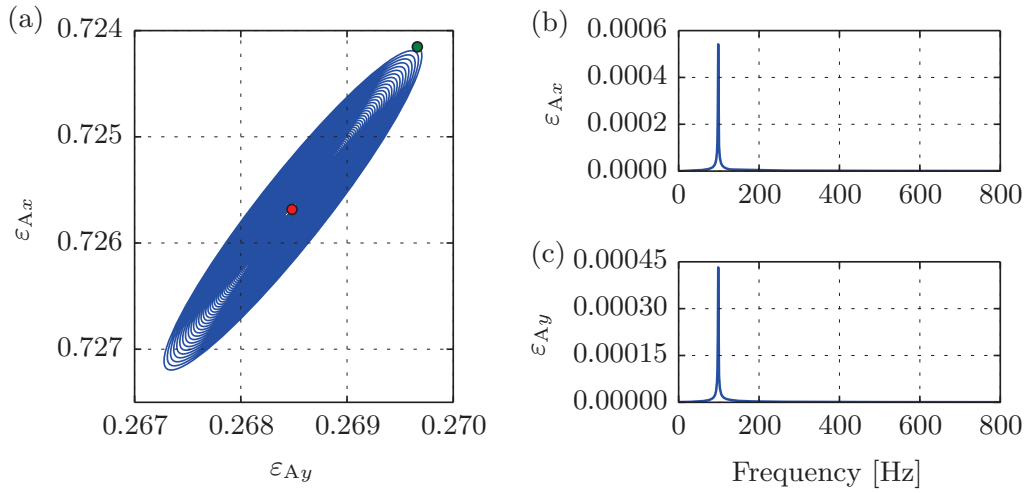 (a)
0.724
0.725
0.726
0.727
εAx
0.267 0.268 0.269 0.270
εAy
(b)
0.0006
0.0004
0.0002
0.0000
εAx
0 200 400 600 800
(c)
0.00045
0.00030
0.00015
0.00000
εAy
0 200 400 600 800
Frequency [Hz]